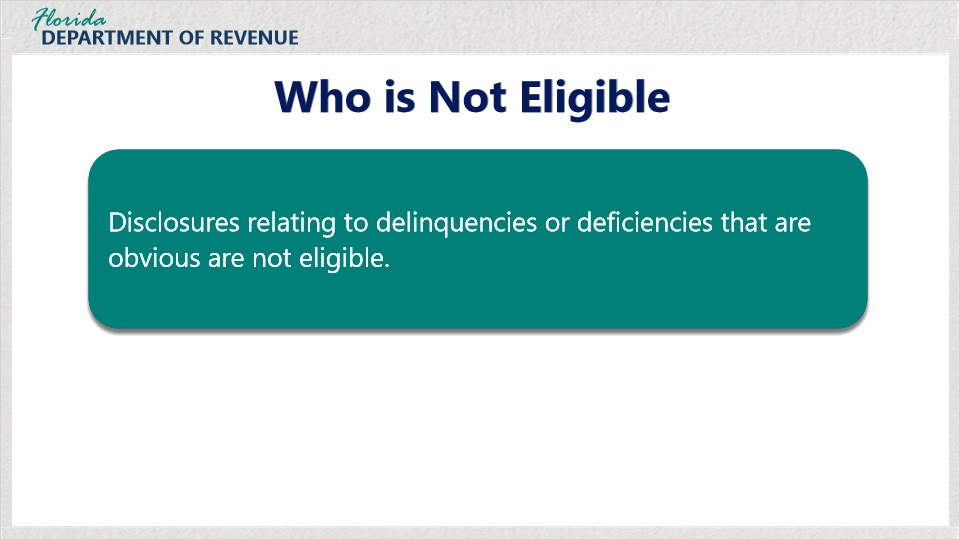 Florida
DEPARTMENT OF REVENUE
Who is Not Eligible
Disclosures relating to delinquencies or deficiencies that are
obvious are not eligible.